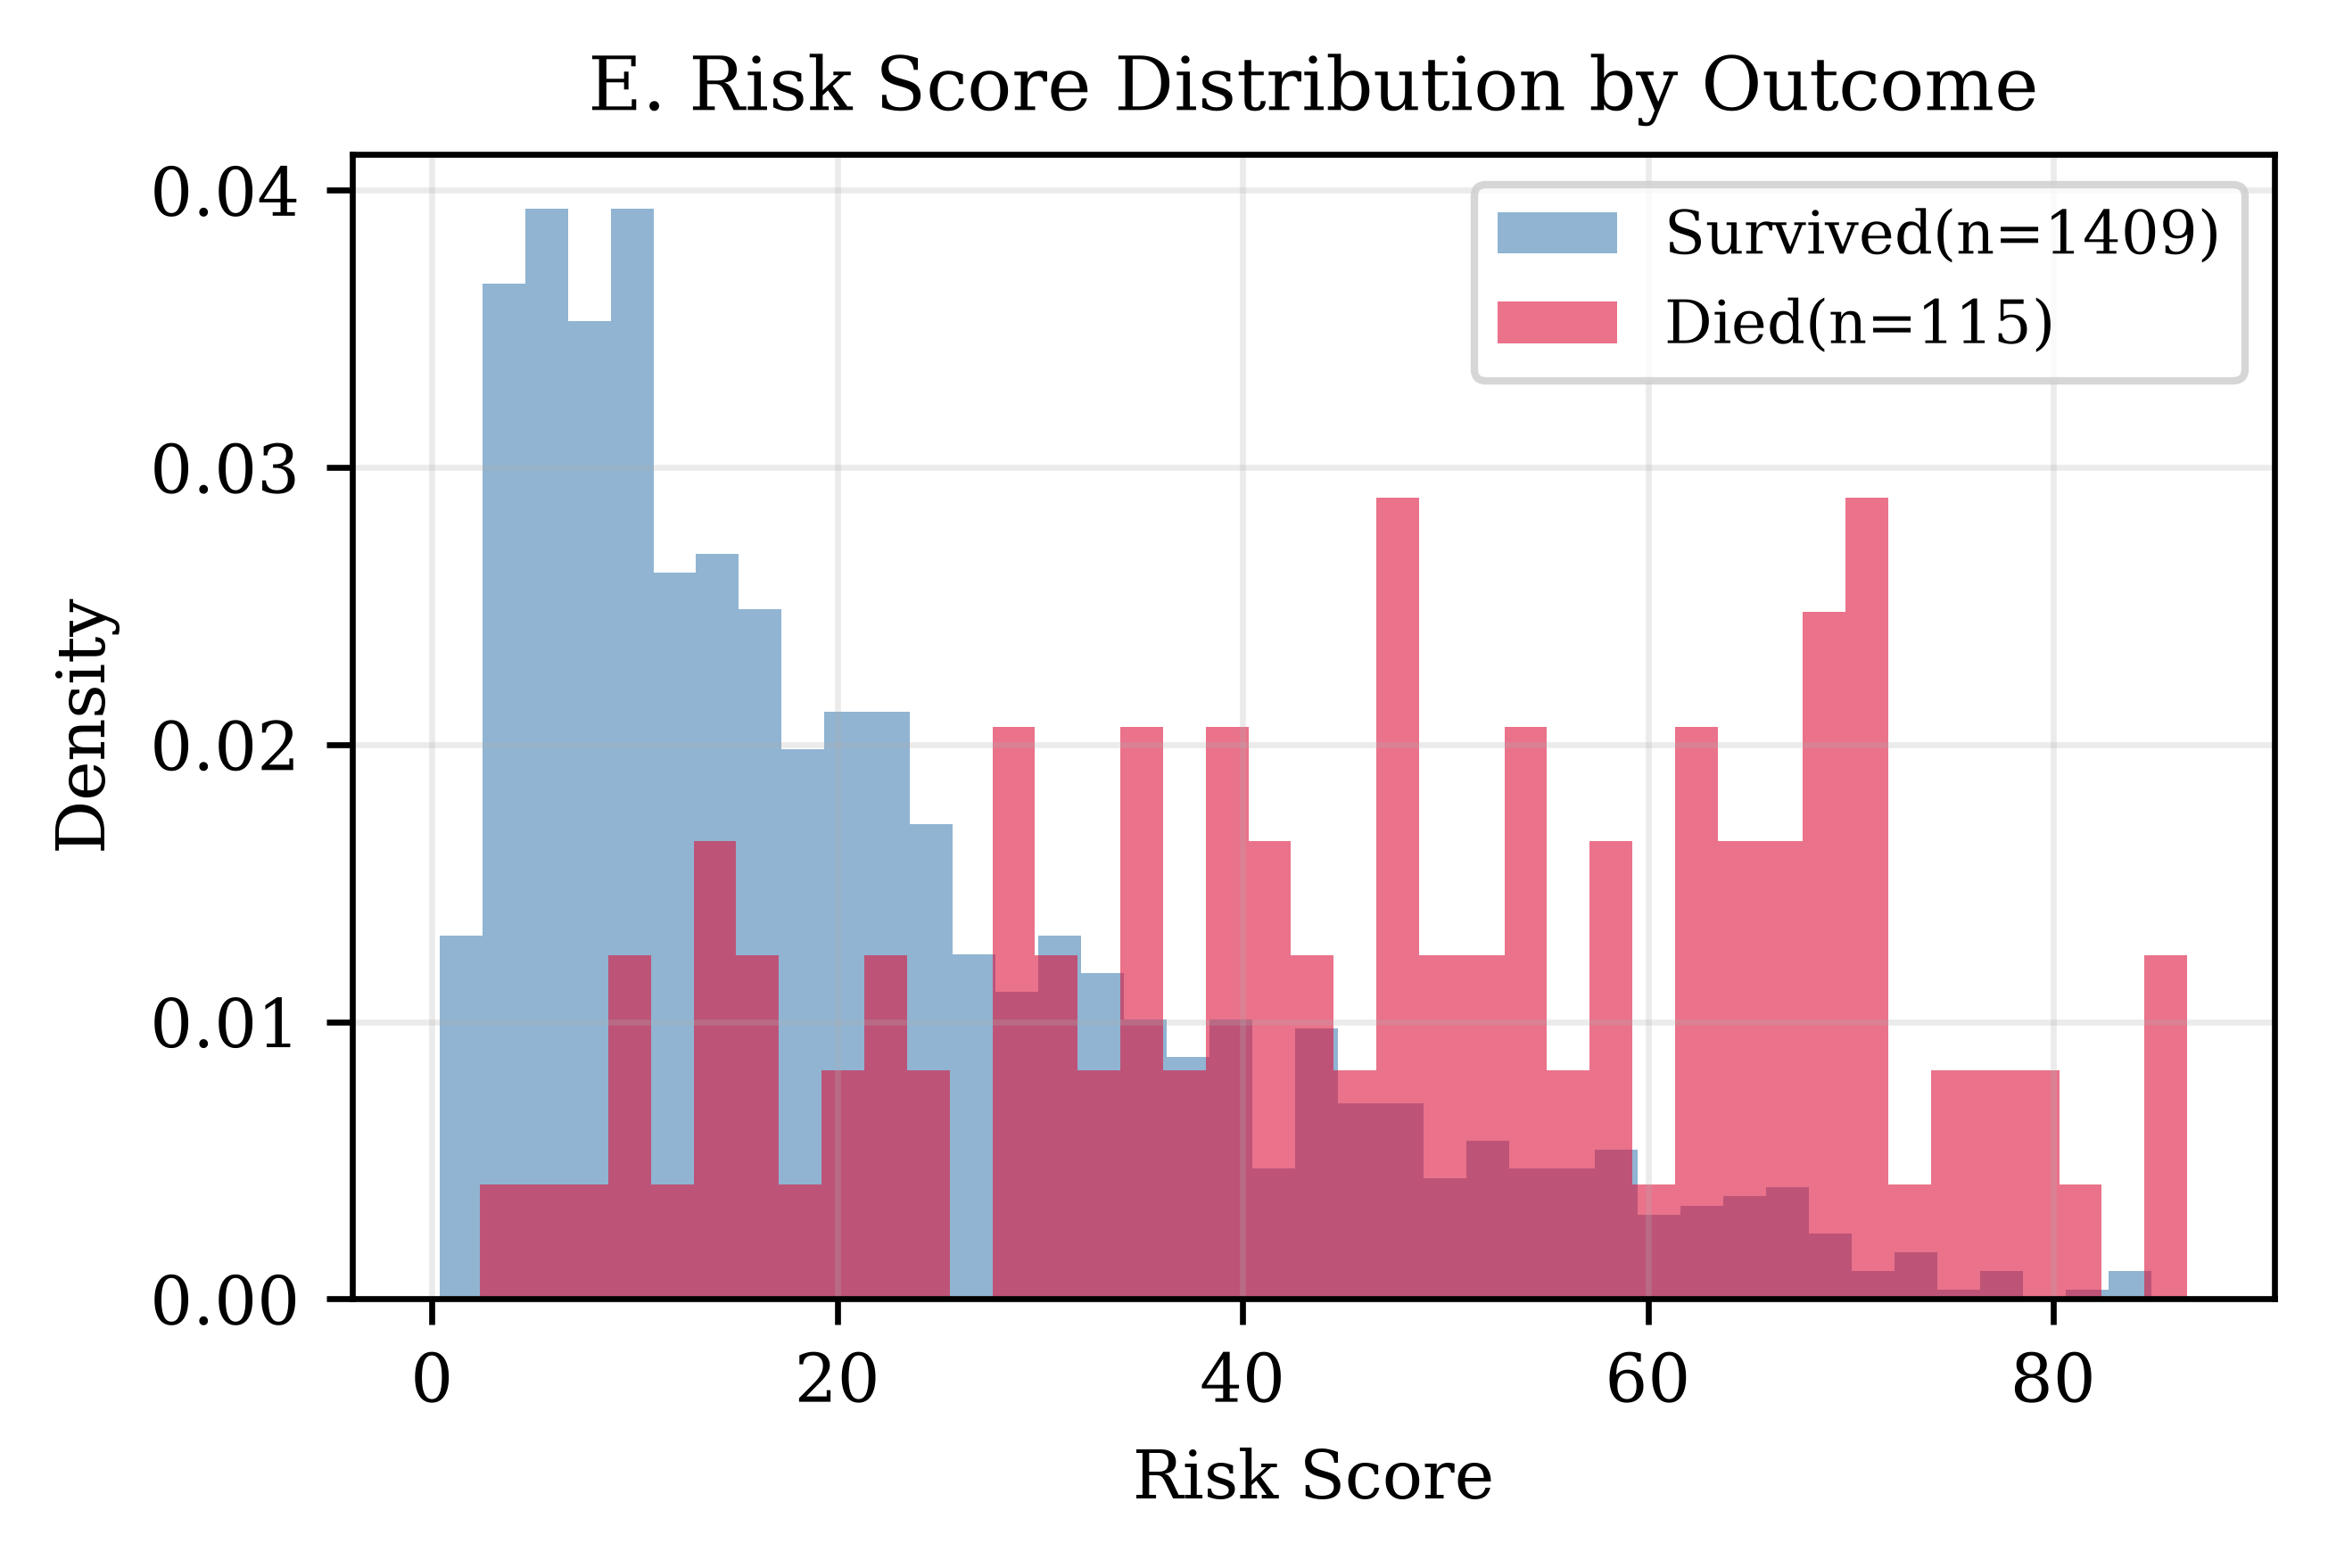 E. Risk Score Distribution by Outcome
Survived(n=1409)
Died(n=115)
Density
0.04
0.03
0.02
0.01
0.00
0 20 40 60 80
Risk Score